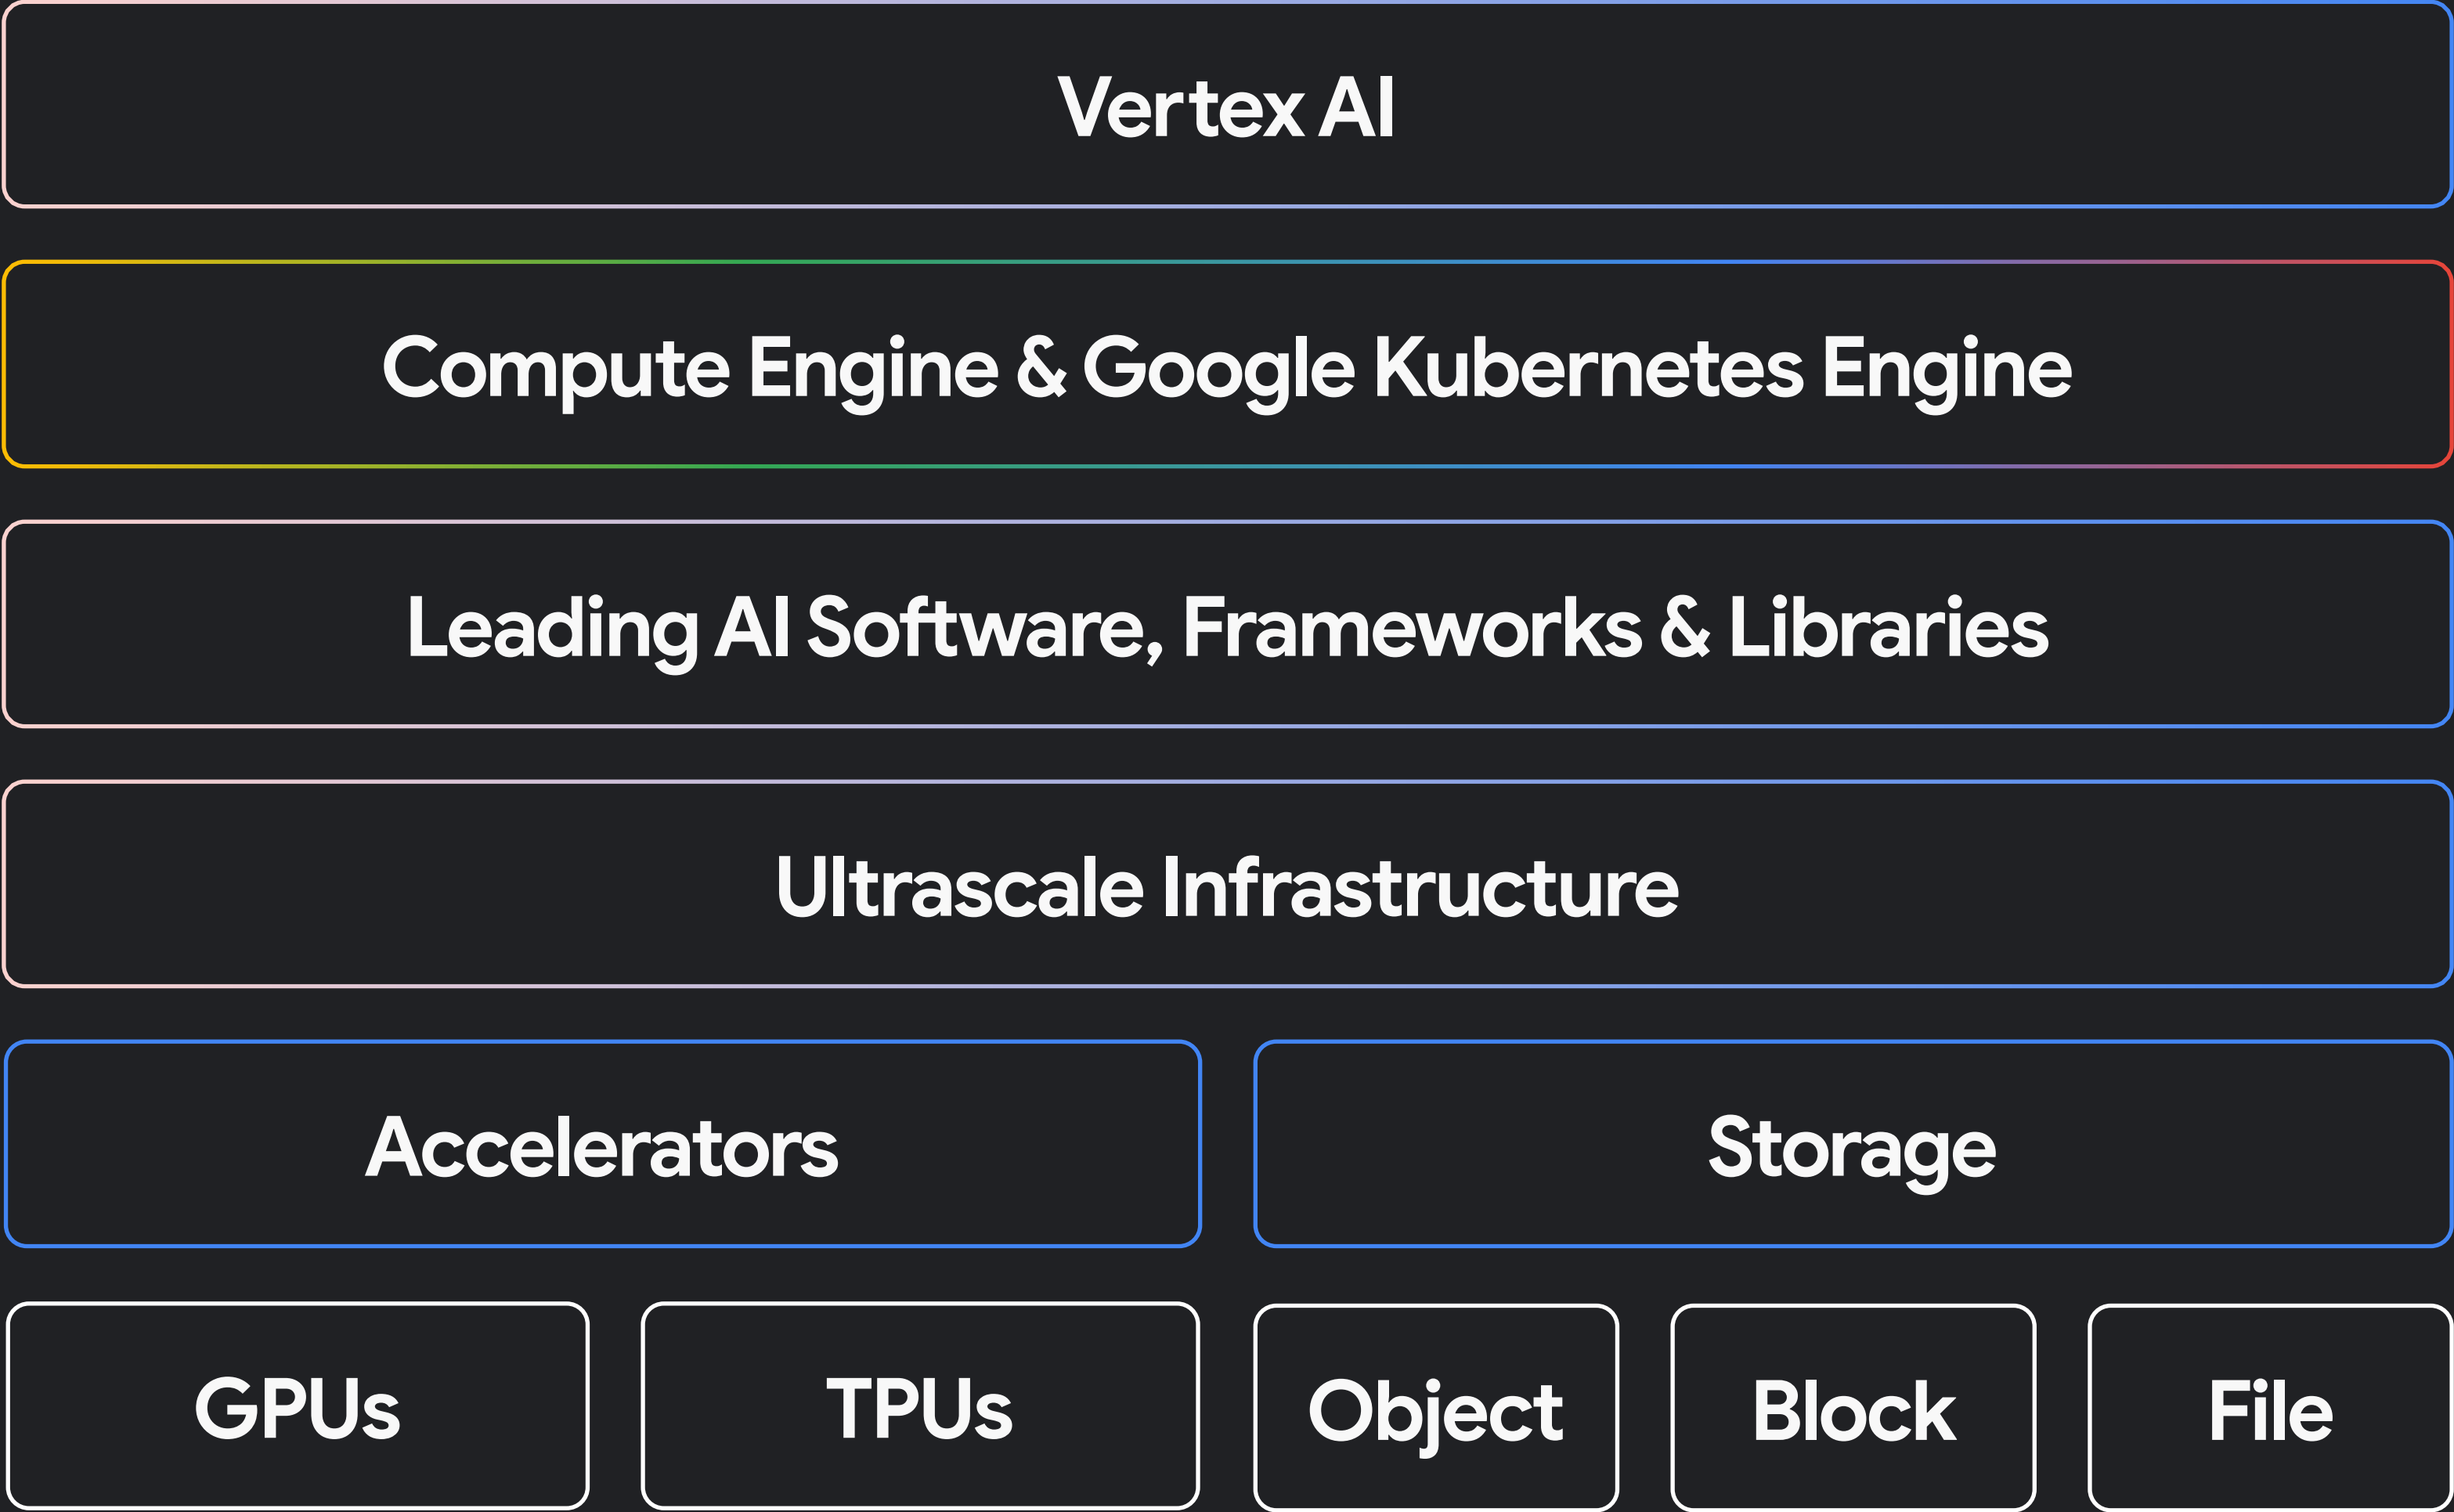 Vertex AI
Compute Engine & Google Kubernetes Engine
Leading AI Software, Frameworks & Libraries
Ultrascale Infrastructure
Accelerators
Storage
GPUs
TPUs
Object
Block
File